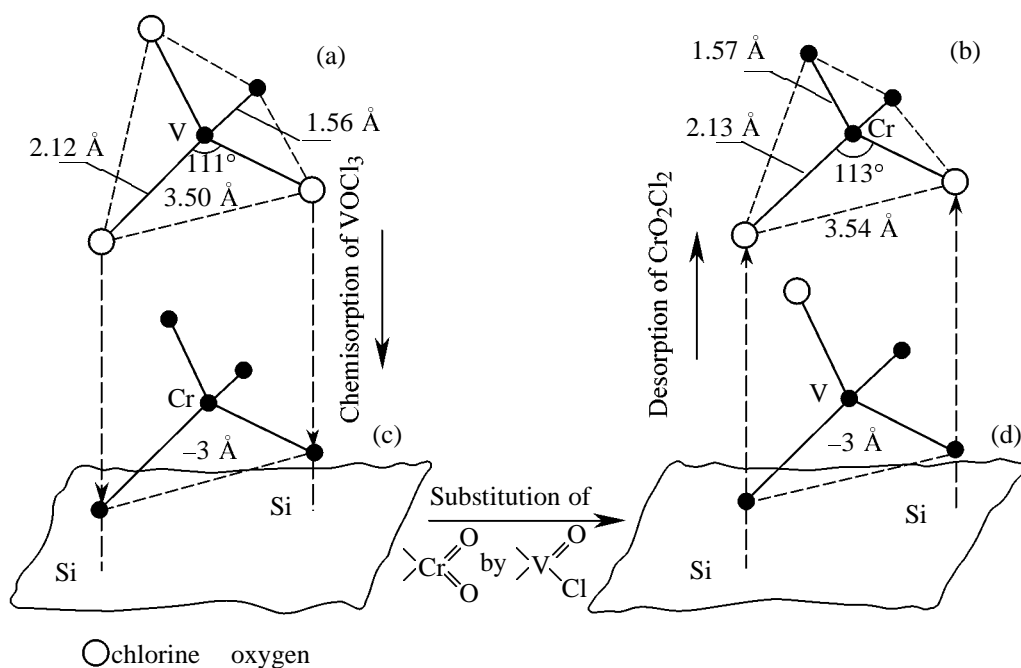 (a)
V
1.56 Å
2.12 Å
111°
3.50 Å
Chemisorption of VOCl3
Cr
–3 Å
(c)
Si
Si
(b)
1.57 Å
Cr
2.13 Å
113°
3.54 Å
Desorption of CrO2Cl2
V
–3 Å
(d)
Si
Si
Substitution of
Cr O O by V O Cl
chlorine oxygen